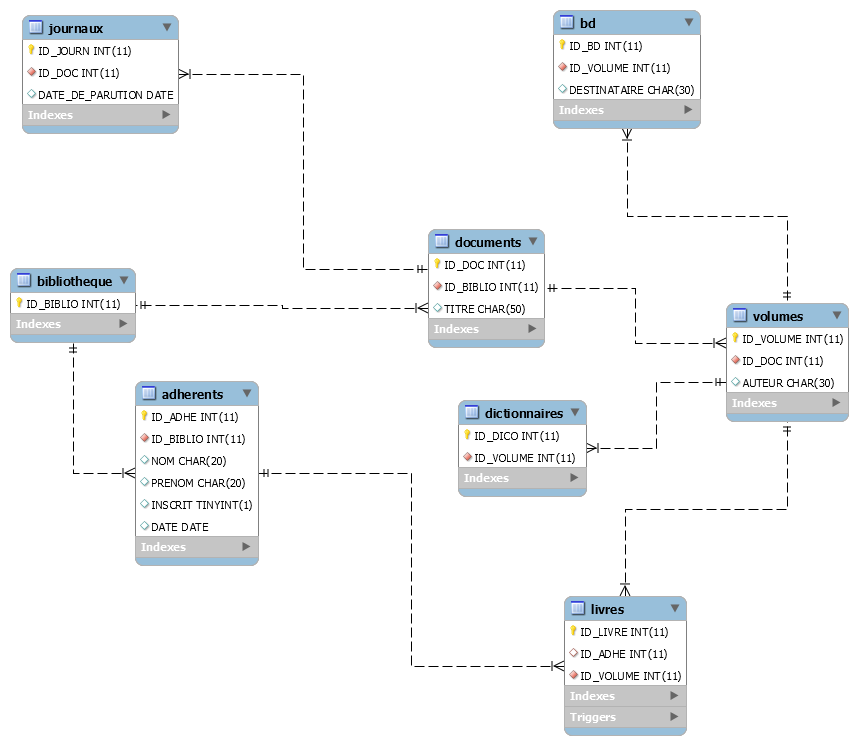 journaux
ID_JOURN INT(11)
ID_DOC INT(11)
DATE_DE_PARUTION DATE
Indexes
bd
ID_BD INT(11)
ID_VOLUME INT(11)
DESTINATAIRE CHAR(30)
Indexes
documents
ID_DOC INT(11)
ID_BIBLIO INT(11)
TITRE CHAR(50)
Indexes
bibliotheque
ID_BIBLIO INT(11)
Indexes
volumes
ID_VOLUME INT(11)
ID_DOC INT(11)
AUTEUR CHAR(30)
Indexes
adherents
ID_ADHE INT(11)
ID_BIBLIO INT(11)
NOM CHAR(20)
PRENOM CHAR(20)
INSCRIT TINYINT(1)
DATE DATE
Indexes
dictionnaires
ID_DICO INT(11)
ID_VOLUME INT(11)
Indexes
livres
ID_LIVRE INT(11)
ID_ADHE INT(11)
ID_VOLUME INT(11)
Indexes
Triggers